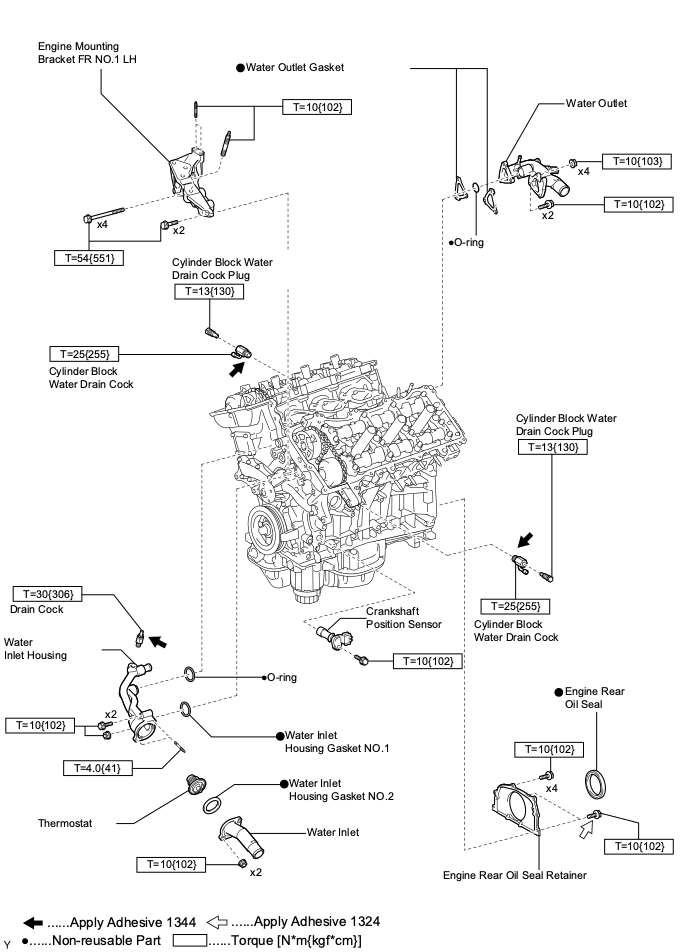 Engine Mounting
Bracket FR NO.1 LH
●Water Outlet Gasket
T=10{102}
Water Outlet
T=10{103}
x4
T=10{102}
x2
●O-ring
x4
x2
T=54{551}
Cylinder Block Water
Drain Cock Plug
T=13{130}
T=25{255}
Cylinder Block
Water Drain Cock
Cylinder Block Water
Drain Cock Plug
T=13{130}
T=25{255}
Cylinder Block
Water Drain Cock
T=30{306}
Drain Cock
Crankshaft
Position Sensor
T=10{102}
Water
Inlet Housing
●O-ring
x2
T=10{102}
●Water Inlet
Housing Gasket NO.1
T=4.0{41}
●Engine Rear
Oil Seal
T=10{102}
x4
●Water Inlet
Housing Gasket NO.2
Thermostat
Water Inlet
T=10{102}
T=10{102}
x2
Engine Rear Oil Seal Retainer
......Apply Adhesive 1344 ......Apply Adhesive 1324
Y ●......Non-reusable Part ......Torque [N*m{kgf*cm}]